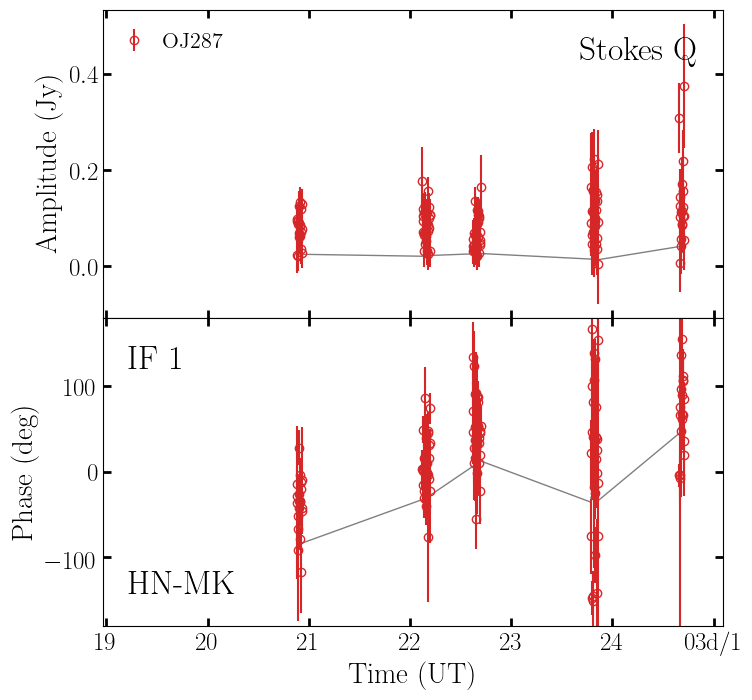 OJ287
Stokes Q
Amplitude (Jy)
0.4
0.2
0.0
IF 1
HN-MK
Phase (deg)
100
0
−100
19 20 21 22 23 24 03d/1
Time (UT)